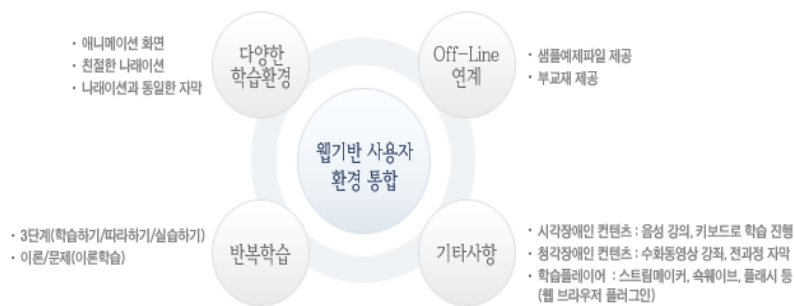 다양한
학습환경
· 애니메이션 화면
· 친절한 나래이션
· 나래이션과 동일한 자막
Off-Line
연계
· 샘플예제파일 제공
· 부교재 제공
웹기반 사용자
환경 통합
반복학습
· 3단계(학습하기/따라하기/실습하기)
· 이론/문제(이론학습)
기타사항
· 시각장애인 컨텐츠 : 음성 강의, 키보드로 학습 진행
· 청각장애인 컨텐츠 : 수화동영상 강좌, 전과정 자막
· 학습플레이어 : 스트림메이커, 쇽웨이브, 플래시 등
(웹 브라우저 플러그인)